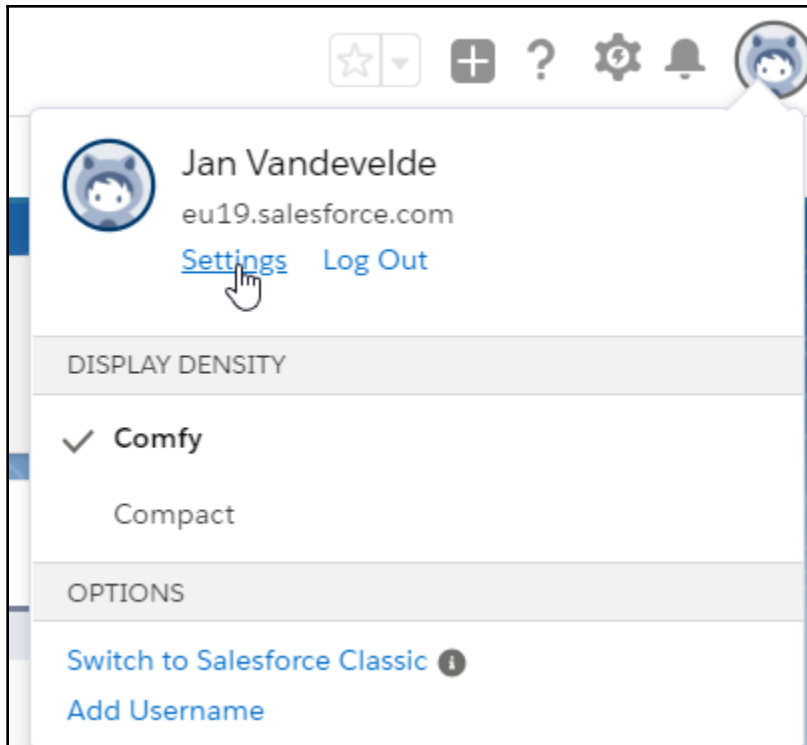 Jan Vandevelde
eu19.salesforce.com
Settings Log Out
DISPLAY DENSITY
Comfy
Compact
OPTIONS
Switch to Salesforce Classic
Add Username